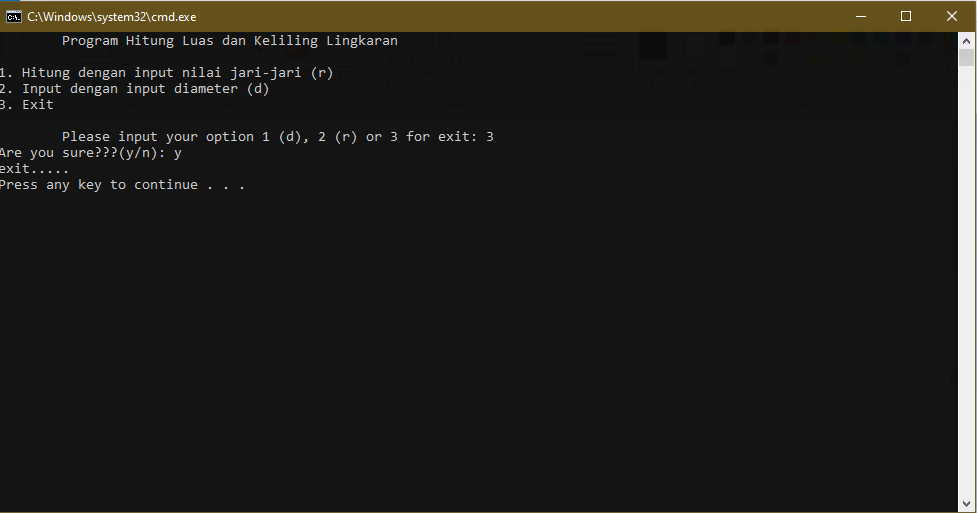 C:\Windows\system32\cmd.exe
Program Hitung Luas dan Keliling Lingkaran
1. Hitung dengan input nilai jari-jari (r)
2. Input dengan input diameter (d)
3. Exit
Please input your option 1 (d), 2 (r) or 3 for exit: 3
Are you sure???(y/n): y
exit.....
Press any key to continue . . .